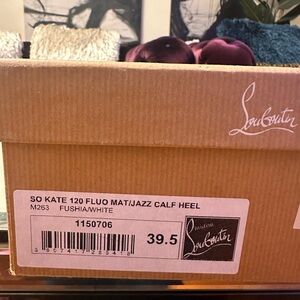 Louboutin
SO KATE 120 FLUO MAT/JAZZ CALF HEEL
M263 FUSHIA/WHITE
1150706
39.5
Louboutin